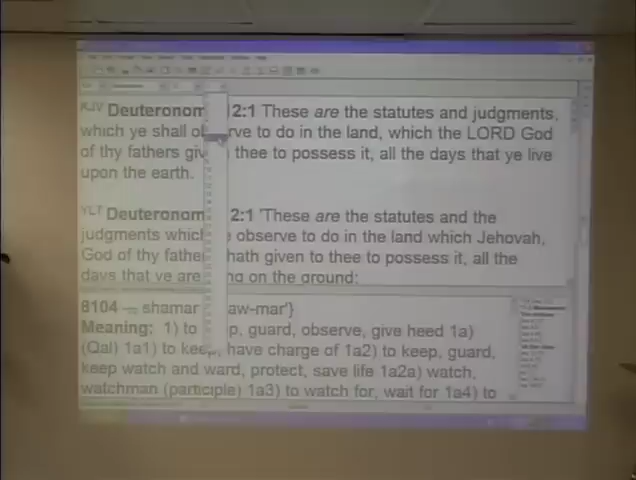 KJV Deuteronom 12:1 These are the statutes and judgments,
which ye shall ob rve to do in the land, which the LORD God
of thy fathers giv thee to possess it, all the days that ye live
upon the earth.
YLT Deuteronom 2:1 'These are the statutes and the
judgments which observe to do in the land which Jehovah,
God of thy father hath given to thee to possess it, all the
days that ye are ng on the ground:
8104 — shamar aw-mar'}
Meaning: 1) to p, guard, observe, give heed 1a)
(Qal) 1a1) to keep, have charge of 1a2) to keep, guard,
keep watch and ward, protect, save life 1a2a) watch,
watchman (participle) 1a3) to watch for, wait for 1a4) to